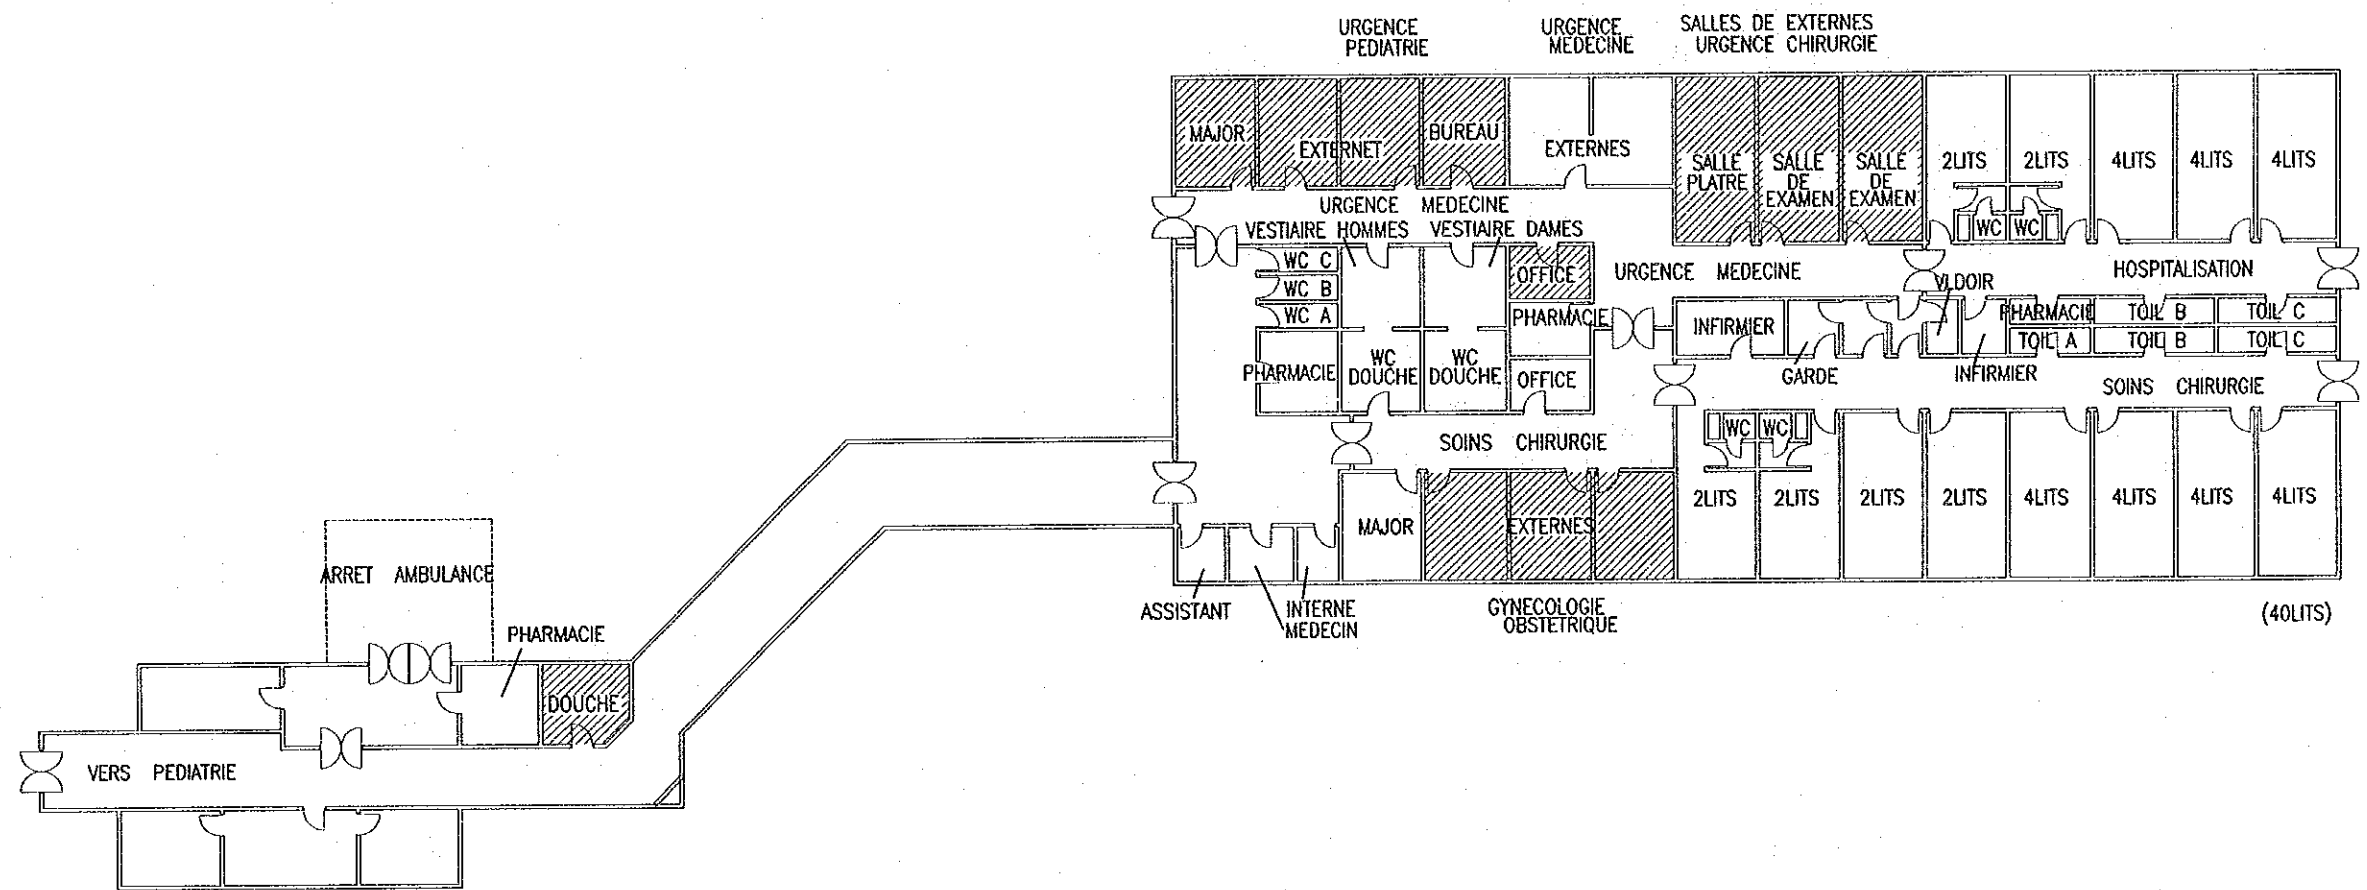 URGENCE
PEDIATRIE
URGENCE
MEDECINE
SALLES DE EXTERNES
URGENCE CHIRURGIE
MAJOR
EXTERNET
BUREAU
EXTERNES
SALLE
PLATRE
SALLE
DE
EXAMEN
SALLE
DE
EXAMEN
2LITS
2LITS
4LITS
4LITS
4LITS
WC
WC
URGENCE MEDECINE
VESTIAIRE HOMMES
VESTIAIRE DAMES
WC C
WC B
WC A
OFFICE
URGENCE MEDECINE
HOSPITALISATION
VLDOIR
PHARMACIE
INFIRMIER
PHARMACIE
TOIL B
TOIL C
TOIL A
TOIL B
TOIL C
PHARMACIE
WC
DOUCHE
WC
DOUCHE
OFFICE
GARDE
INFIRMIER
SOINS CHIRURGIE
SOINS CHIRURGIE
WC
WC
MAJOR
EXTERNES
2LITS
2LITS
2LITS
2LITS
4LITS
4LITS
4LITS
4LITS
ASSISTANT
INTERNE
MEDECIN
GYNECOLOGIE
OBSTETRIQUE
(40LITS)
ARRET AMBULANCE
PHARMACIE
DOUCHE
VERS PEDIATRIE